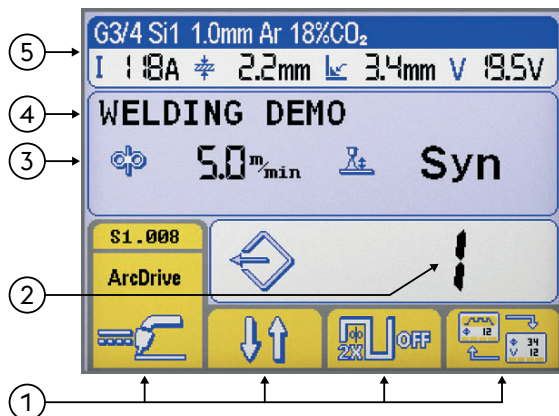 G3/4 Si1 1.0mm Ar 18%CO₂
I 118A 2.2mm 3.4mm V 19.5V
WELDING DEMO
5.0 m/min Syn
S1.008
ArcDrive
1
2X OFF
12 34
V 12
5
4
3
2
1